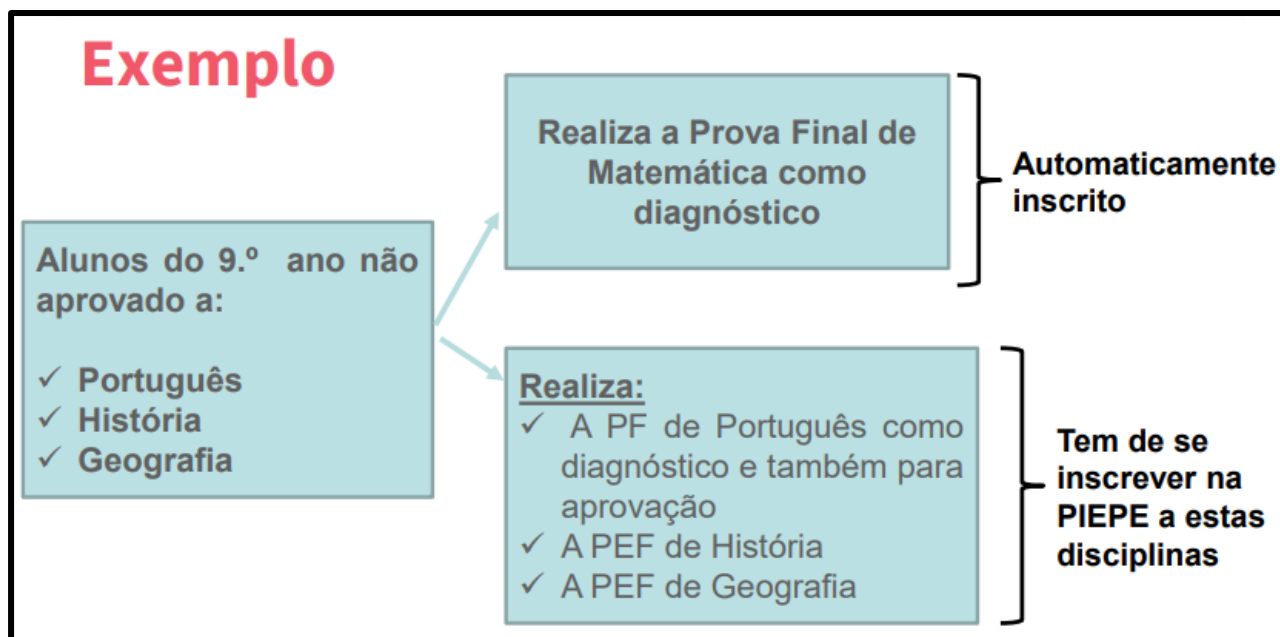 Exemplo
Alunos do 9.º ano não
aprovado a:
✓ Português
✓ História
✓ Geografia
Realiza a Prova Final de
Matemática como
diagnóstico
Automaticamente
inscrito
Realiza:
✓ A PF de Português como
diagnóstico e também para
aprovação
✓ A PEF de História
✓ A PEF de Geografia
Tem de se
inscrever na
PIEPE a estas
disciplinas